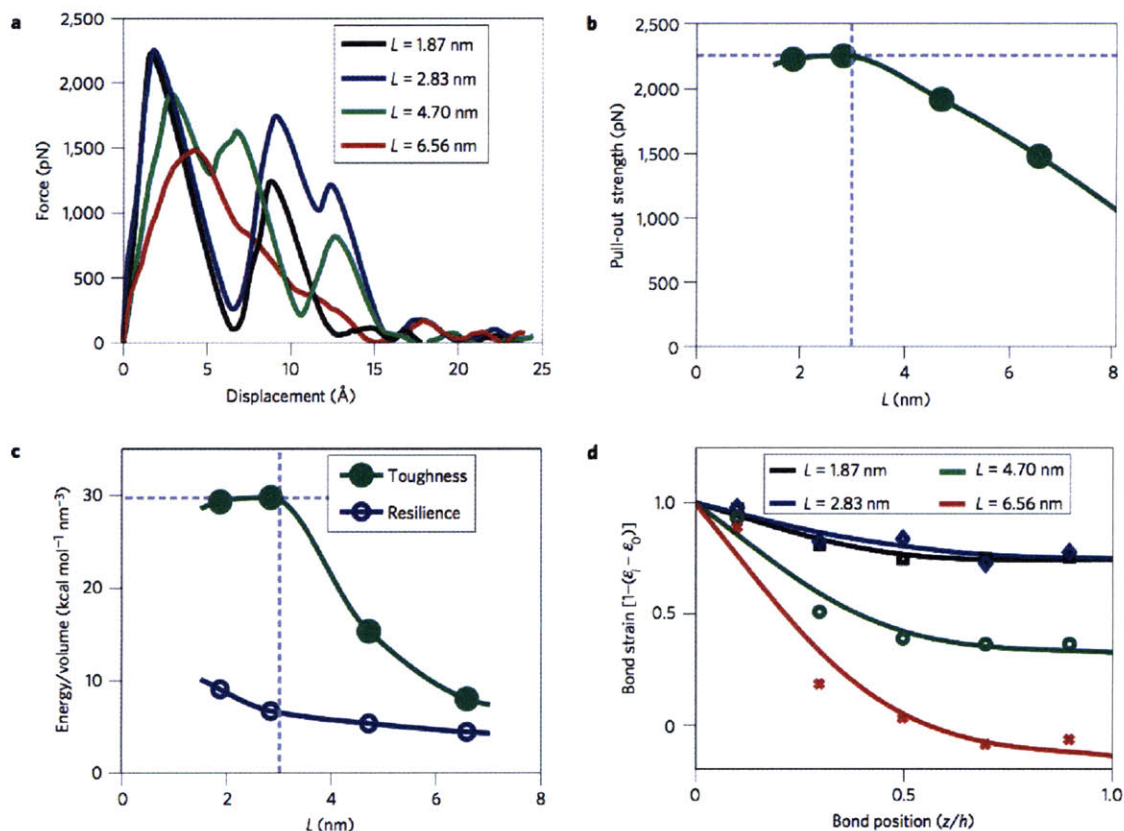 a
2,500
2,000
1,500
1,000
2,500
0
Force (pN)
0 5 10 15 20 25
Displacement (Å)
L = 1.87 nm
L = 2.83 nm
L = 4.70 nm
L = 6.56 nm
b
2,500
2,000
1,500
1,000
2,500
0
Pull-out strength (pN)
0 2 4 6 8
L (nm)
c
30
20
10
0
Energy/volume (kcal mol⁻¹ nm⁻³)
0 2 4 6 8
L (nm)
Toughness
Resilience
d
L = 1.87 nm L = 4.70 nm
L = 2.83 nm L = 6.56 nm
1.0
0.5
0
Bond strain [1–(εᵢ – ε₀)]
0 0.5 1.0
Bond position (z/h)